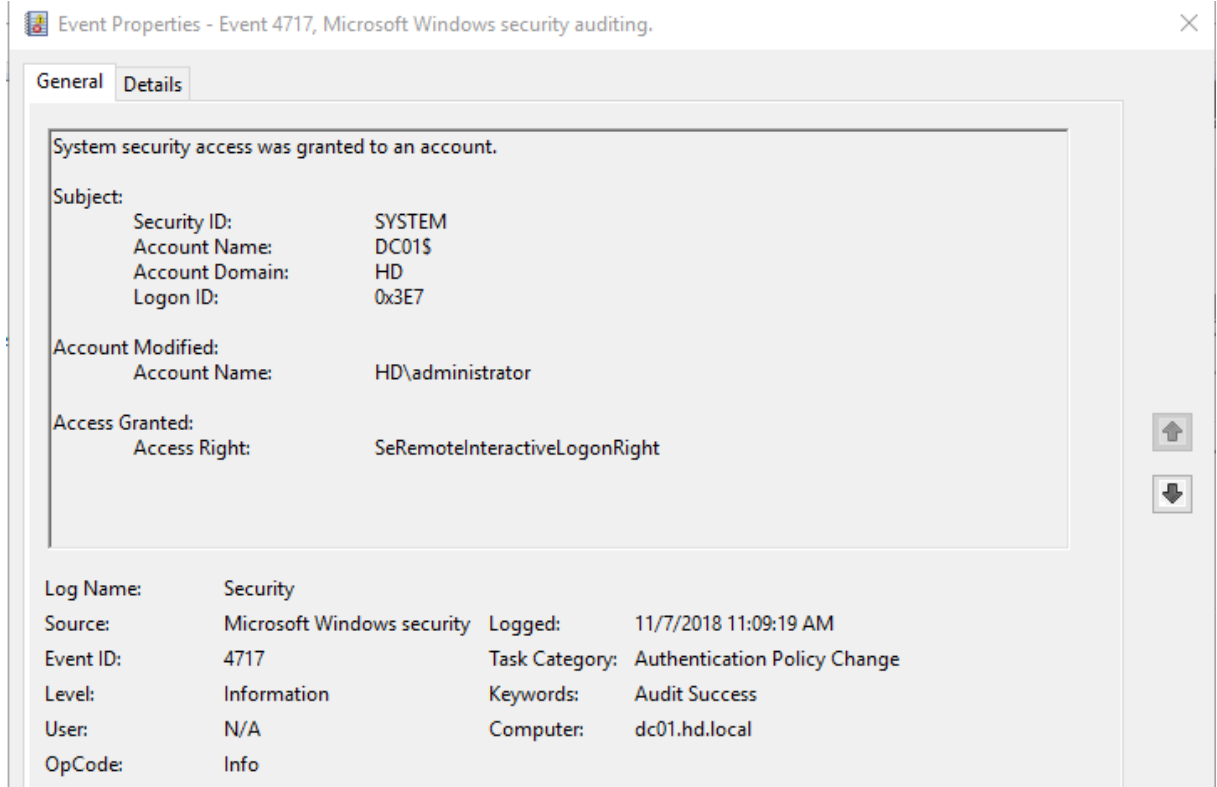 Event Properties - Event 4717, Microsoft Windows security auditing.
General Details
System security access was granted to an account.
Subject:
Security ID: SYSTEM
Account Name: DC01$
Account Domain: HD
Logon ID: 0x3E7
Account Modified:
Account Name: HD\administrator
Access Granted:
Access Right: SeRemoteInteractiveLogonRight
Log Name: Security
Source: Microsoft Windows security Logged: 11/7/2018 11:09:19 AM
Event ID: 4717 Task Category: Authentication Policy Change
Level: Information Keywords: Audit Success
User: N/A Computer: dc01.hd.local
OpCode: Info